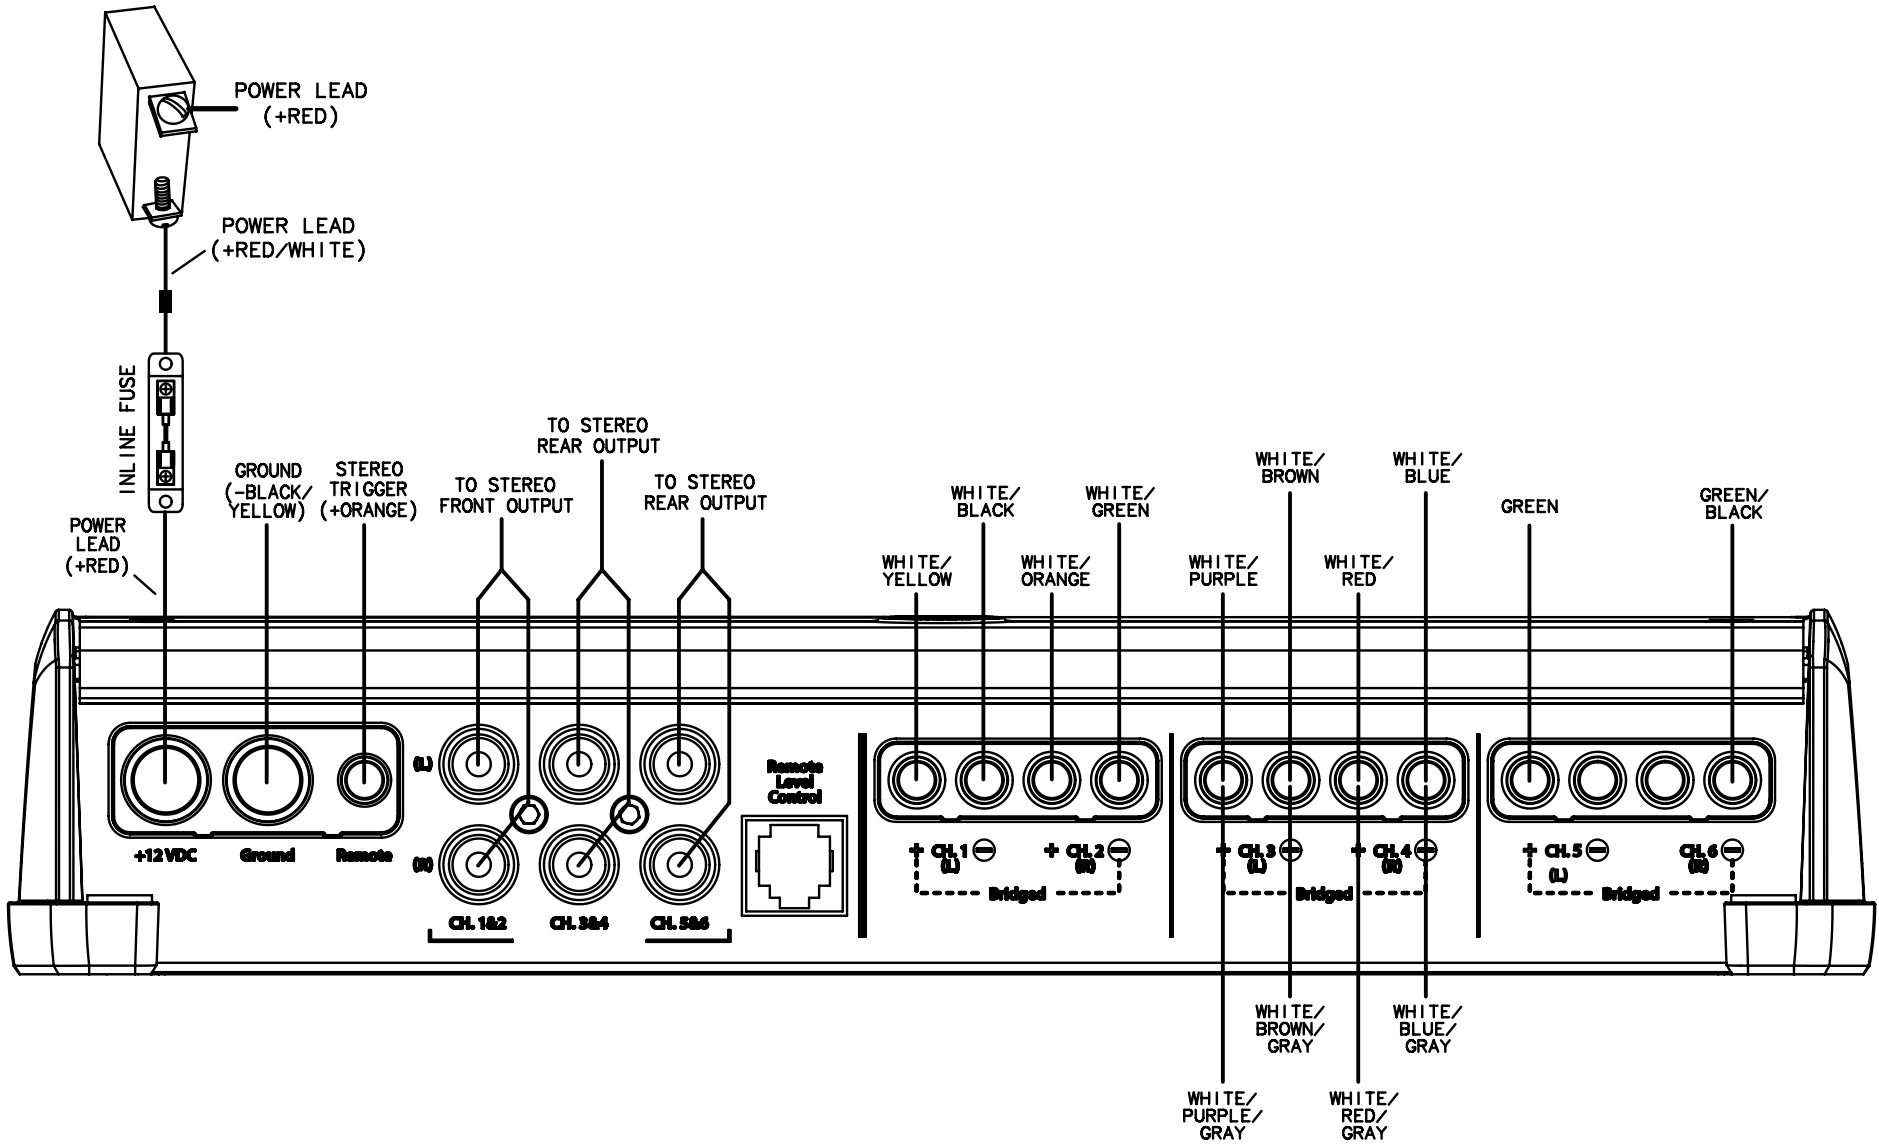 POWER LEAD
(+RED)
POWER LEAD
(+RED/WHITE)
INLINE FUSE
POWER
LEAD
(+RED)
GROUND
(-BLACK/
YELLOW)
STEREO
TRIGGER
(+ORANGE)
TO STEREO
FRONT OUTPUT
TO STEREO
REAR OUTPUT
TO STEREO
REAR OUTPUT
WHITE/
YELLOW
WHITE/
BLACK
WHITE/
ORANGE
WHITE/
GREEN
WHITE/
PURPLE
WHITE/
BROWN
WHITE/
RED
WHITE/
BLUE
GREEN
GREEN/
BLACK
+12 VDC
Ground
Remote
(L)
(R)
CH. 1&2
CH. 3&4
CH. 5&6
Remote
Level
Control
+ CH. 1 −
(L)
+ CH. 2 −
(R)
Bridged
+ CH. 3 −
(L)
+ CH. 4 −
(R)
Bridged
+ CH. 5 −
(L)
CH. 6 −
(R)
Bridged
WHITE/
BROWN/
GRAY
WHITE/
BLUE/
GRAY
WHITE/
PURPLE/
GRAY
WHITE/
RED/
GRAY